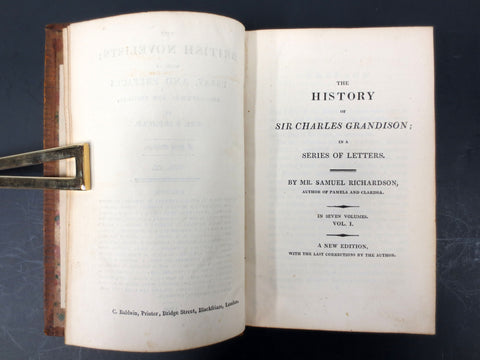 C. Baldwin, Printer, Bridge Street, Blackfriars, London.
THE
HISTORY
OF
SIR CHARLES GRANDISON;
IN A
SERIES OF LETTERS.
BY MR. SAMUEL RICHARDSON,
AUTHOR OF PAMELA AND CLARISSA.
IN SEVEN VOLUMES.
VOL. I.
A NEW EDITION,
WITH THE LAST CORRECTIONS BY THE AUTHOR.